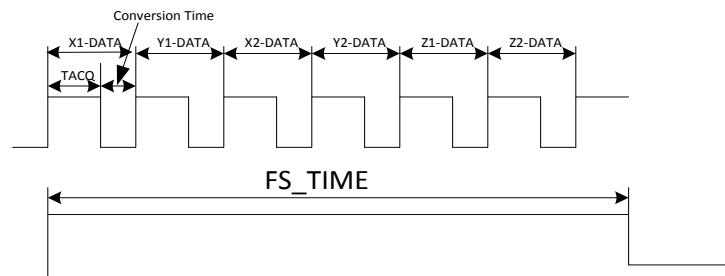 Conversion Time
X1-DATA Y1-DATA X2-DATA Y2-DATA Z1-DATA Z2-DATA
TACQ
FS_TIME